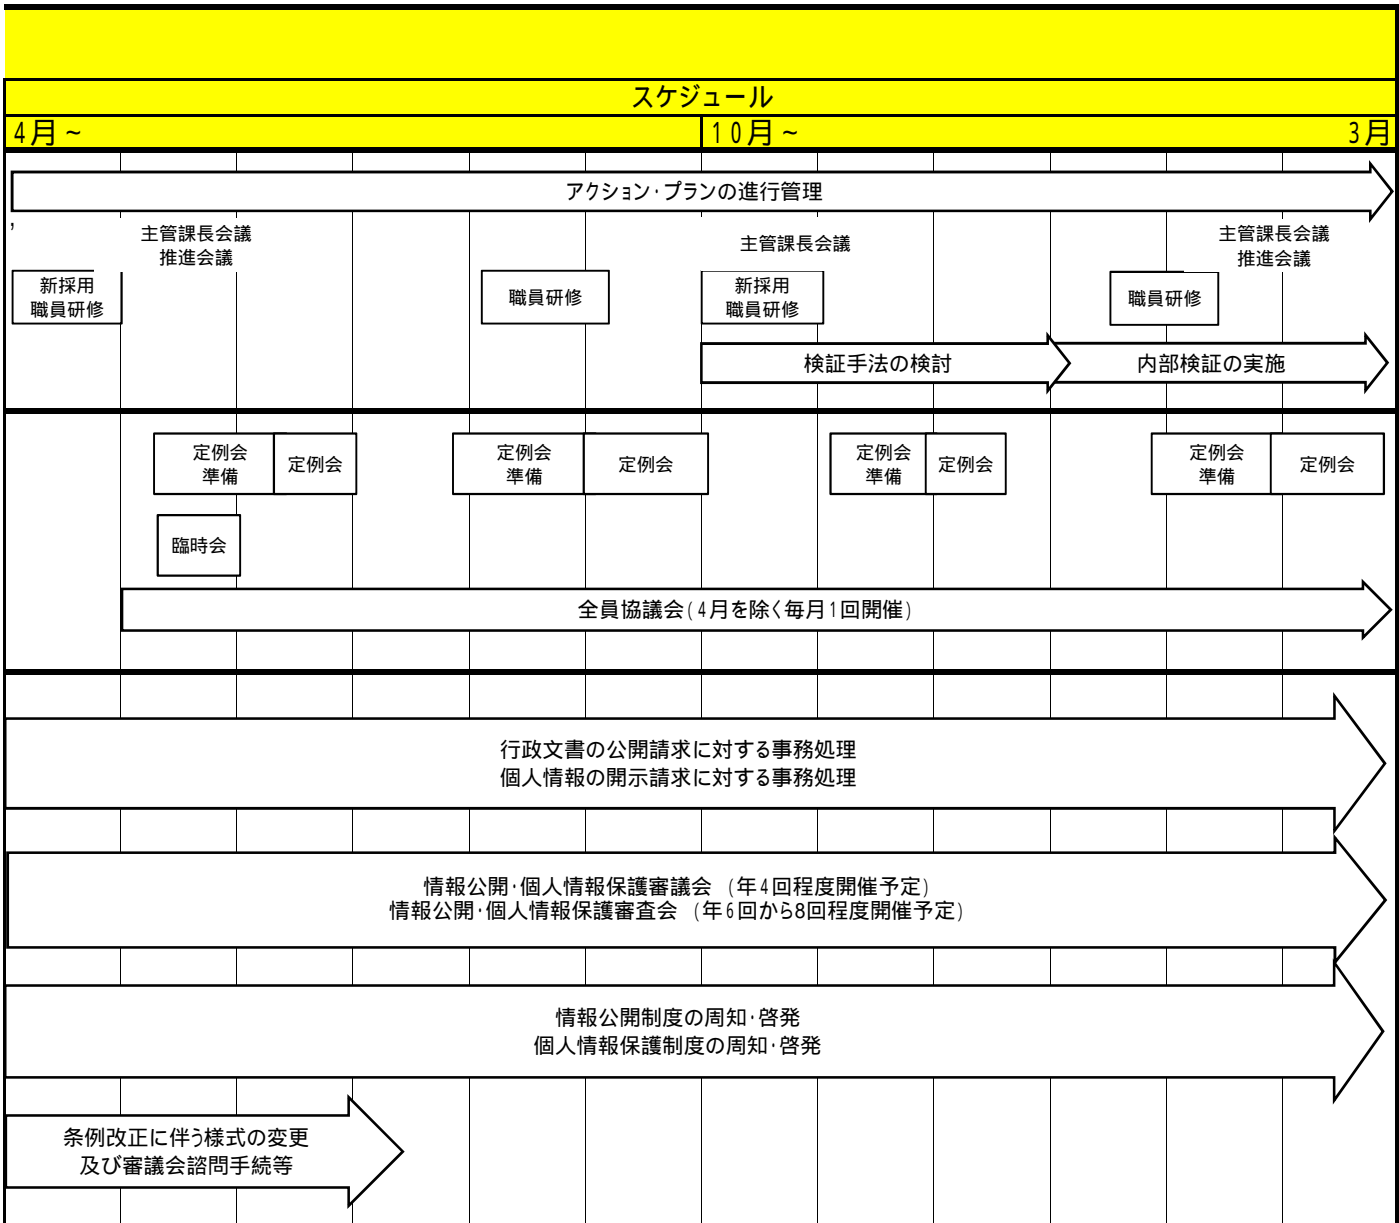 スケジュール
4月~
10月~
3月
アクション・プランの進行管理
,
主管課長会議
推進会議
主管課長会議
主管課長会議
推進会議
新採用
職員研修
職員研修
新採用
職員研修
職員研修
検証手法の検討
内部検証の実施
定例会
準備
定例会
定例会
準備
定例会
定例会
準備
定例会
定例会
準備
定例会
臨時会
全員協議会(4月を除く毎月1回開催)
行政文書の公開請求に対する事務処理
個人情報の開示請求に対する事務処理
情報公開・個人情報保護審議会 (年4回程度開催予定)
情報公開・個人情報保護審査会 (年6回から8回程度開催予定)
情報公開制度の周知・啓発
個人情報保護制度の周知・啓発
条例改正に伴う様式の変更
及び審議会諮問手続等